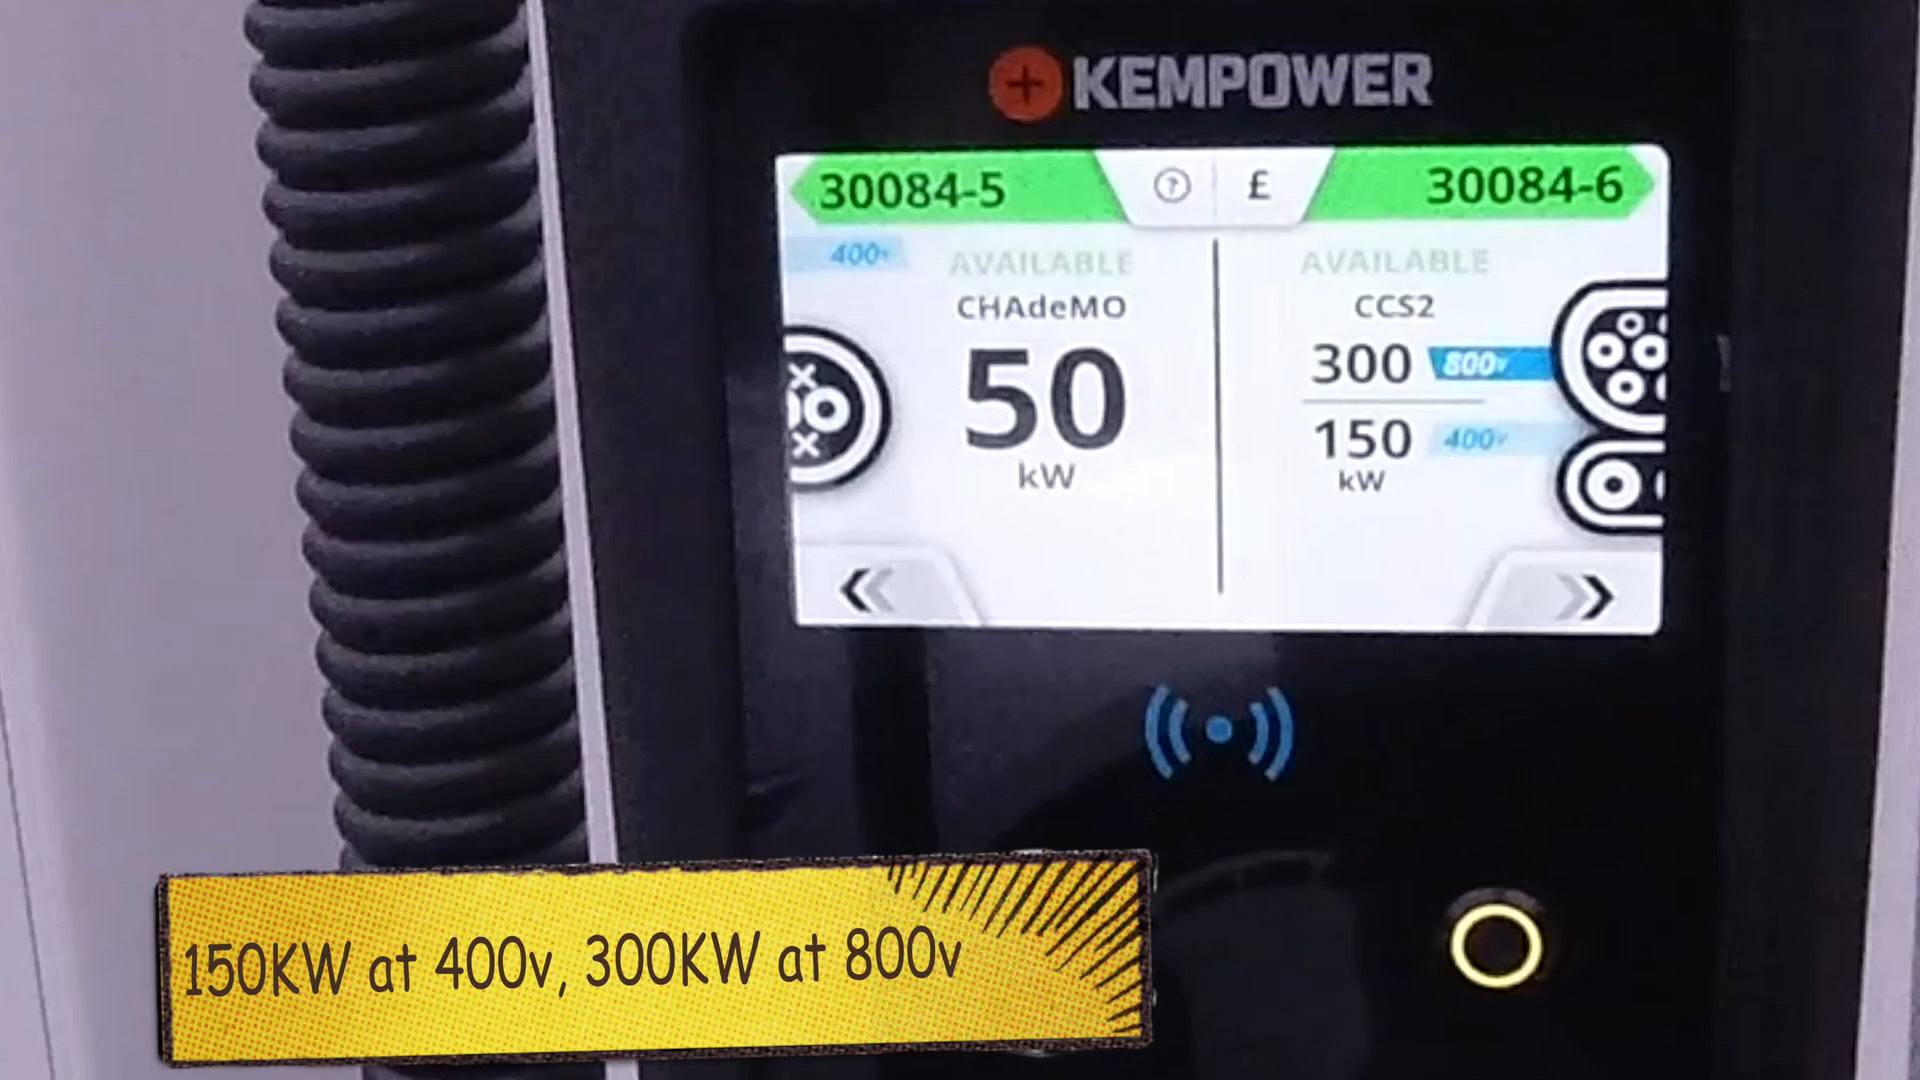 KEMPOWER
30084-5
?
£
30084-6
400v
AVAILABLE
CHAdeMO
50
kW
AVAILABLE
CCS2
300 800v
150 400v
kW
150KW at 400v, 300KW at 800v